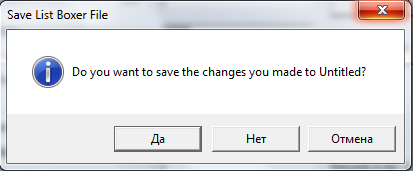 Save List Boxer File
Do you want to save the changes you made to Untitled?
Да
Нет
Отмена